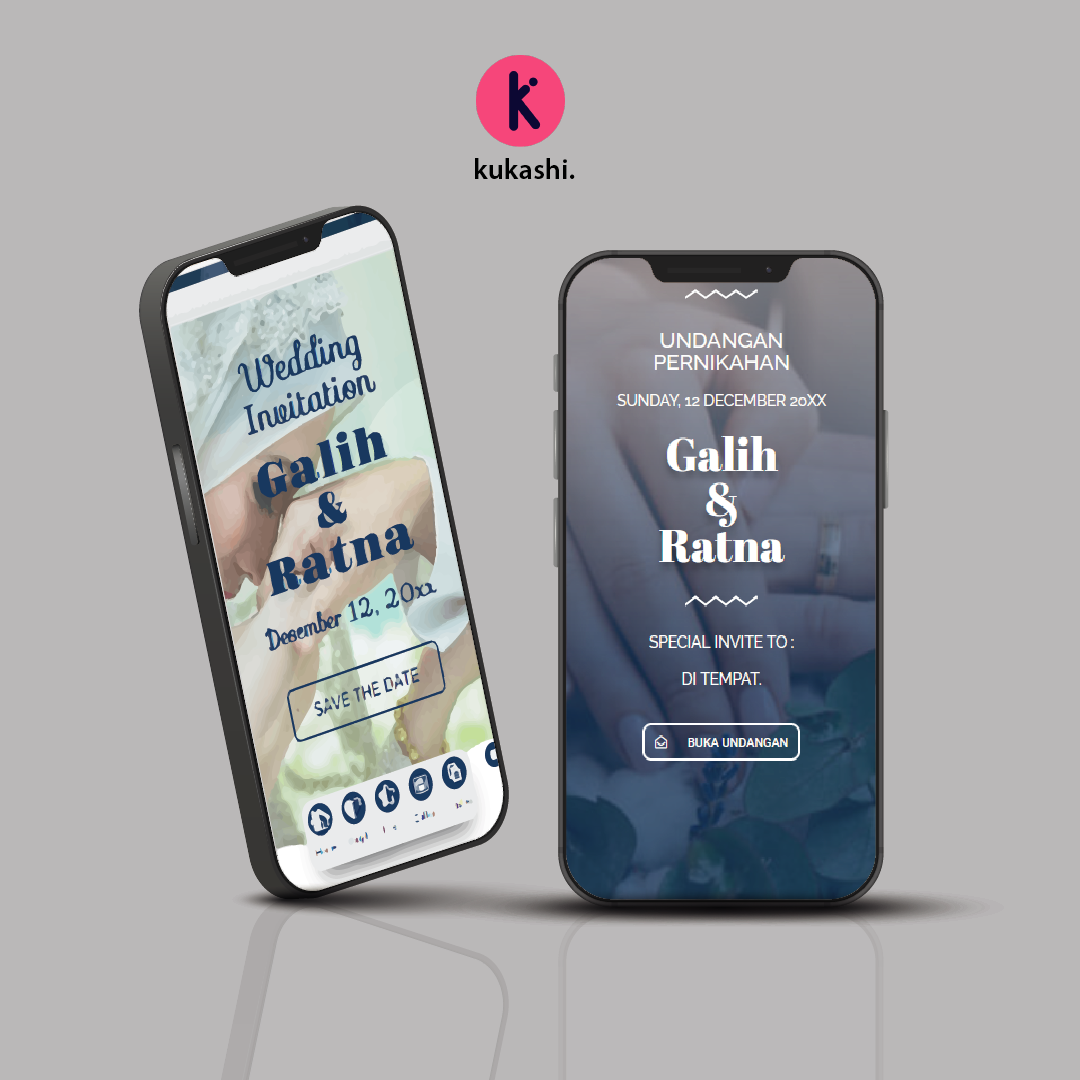 kukashi.
Wedding
Invitation
Galih
&
Ratna
Desember 12, 20xx
SAVE THE DATE
UNDANGAN
PERNIKAHAN
SUNDAY, 12 DECEMBER 20XX
Galih
&
Ratna
SPECIAL INVITE TO :
DI TEMPAT.
BUKA UNDANGAN